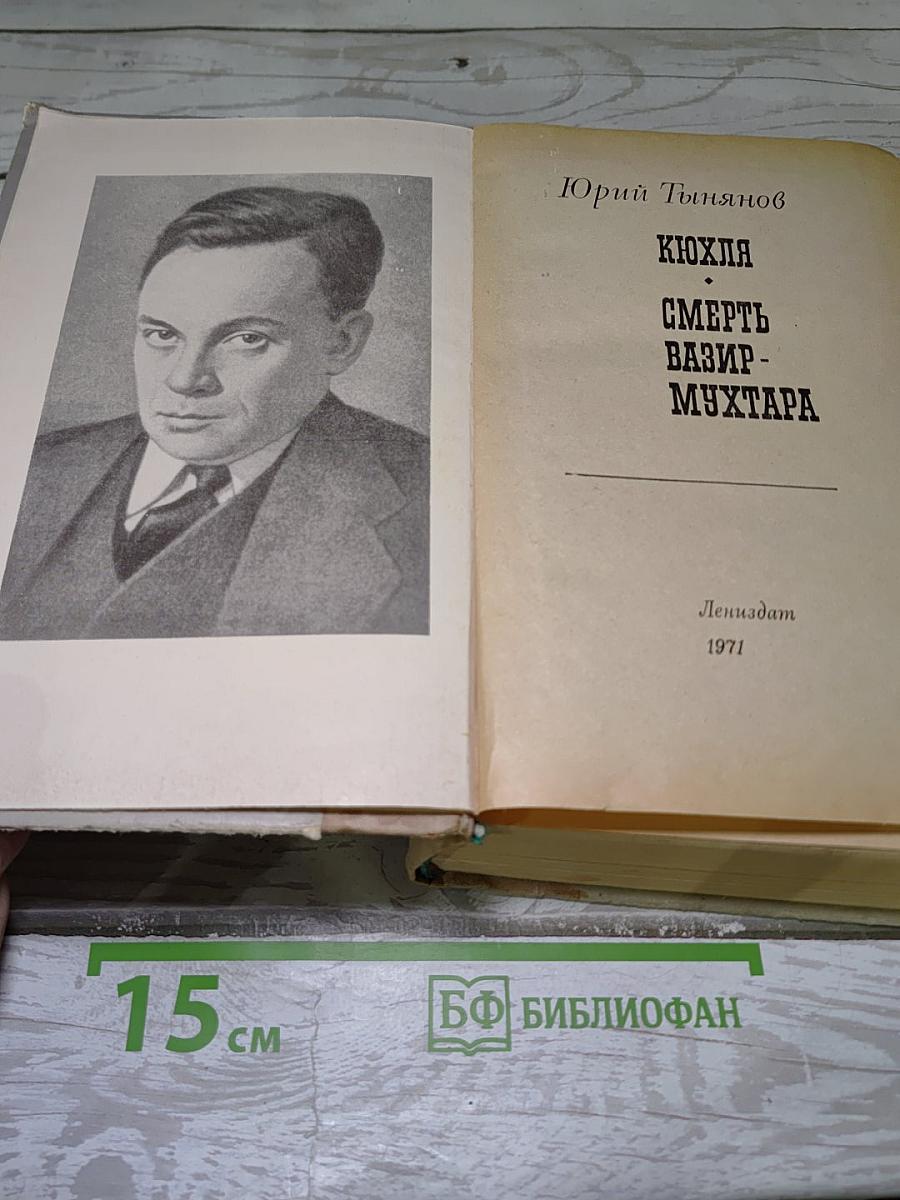 Юрий Тынянов
КЮХЛЯ
СМЕРТЬ
ВАЗИР-
МУХТАРА
Лениздат
1971
15 см
БФ БИБЛИОФАН